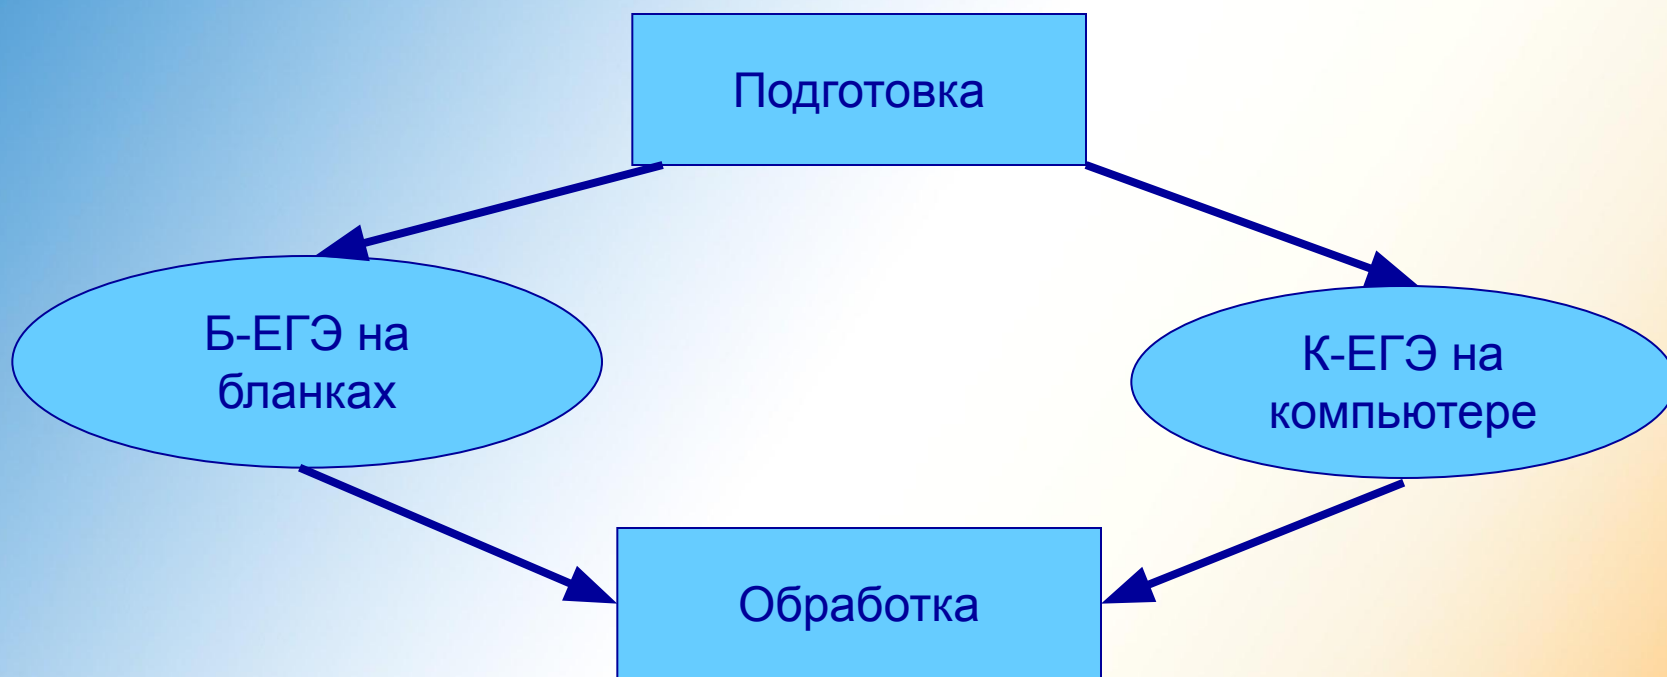 Подготовка
Б-ЕГЭ на
бланках
К-ЕГЭ на
компьютере
Обработка